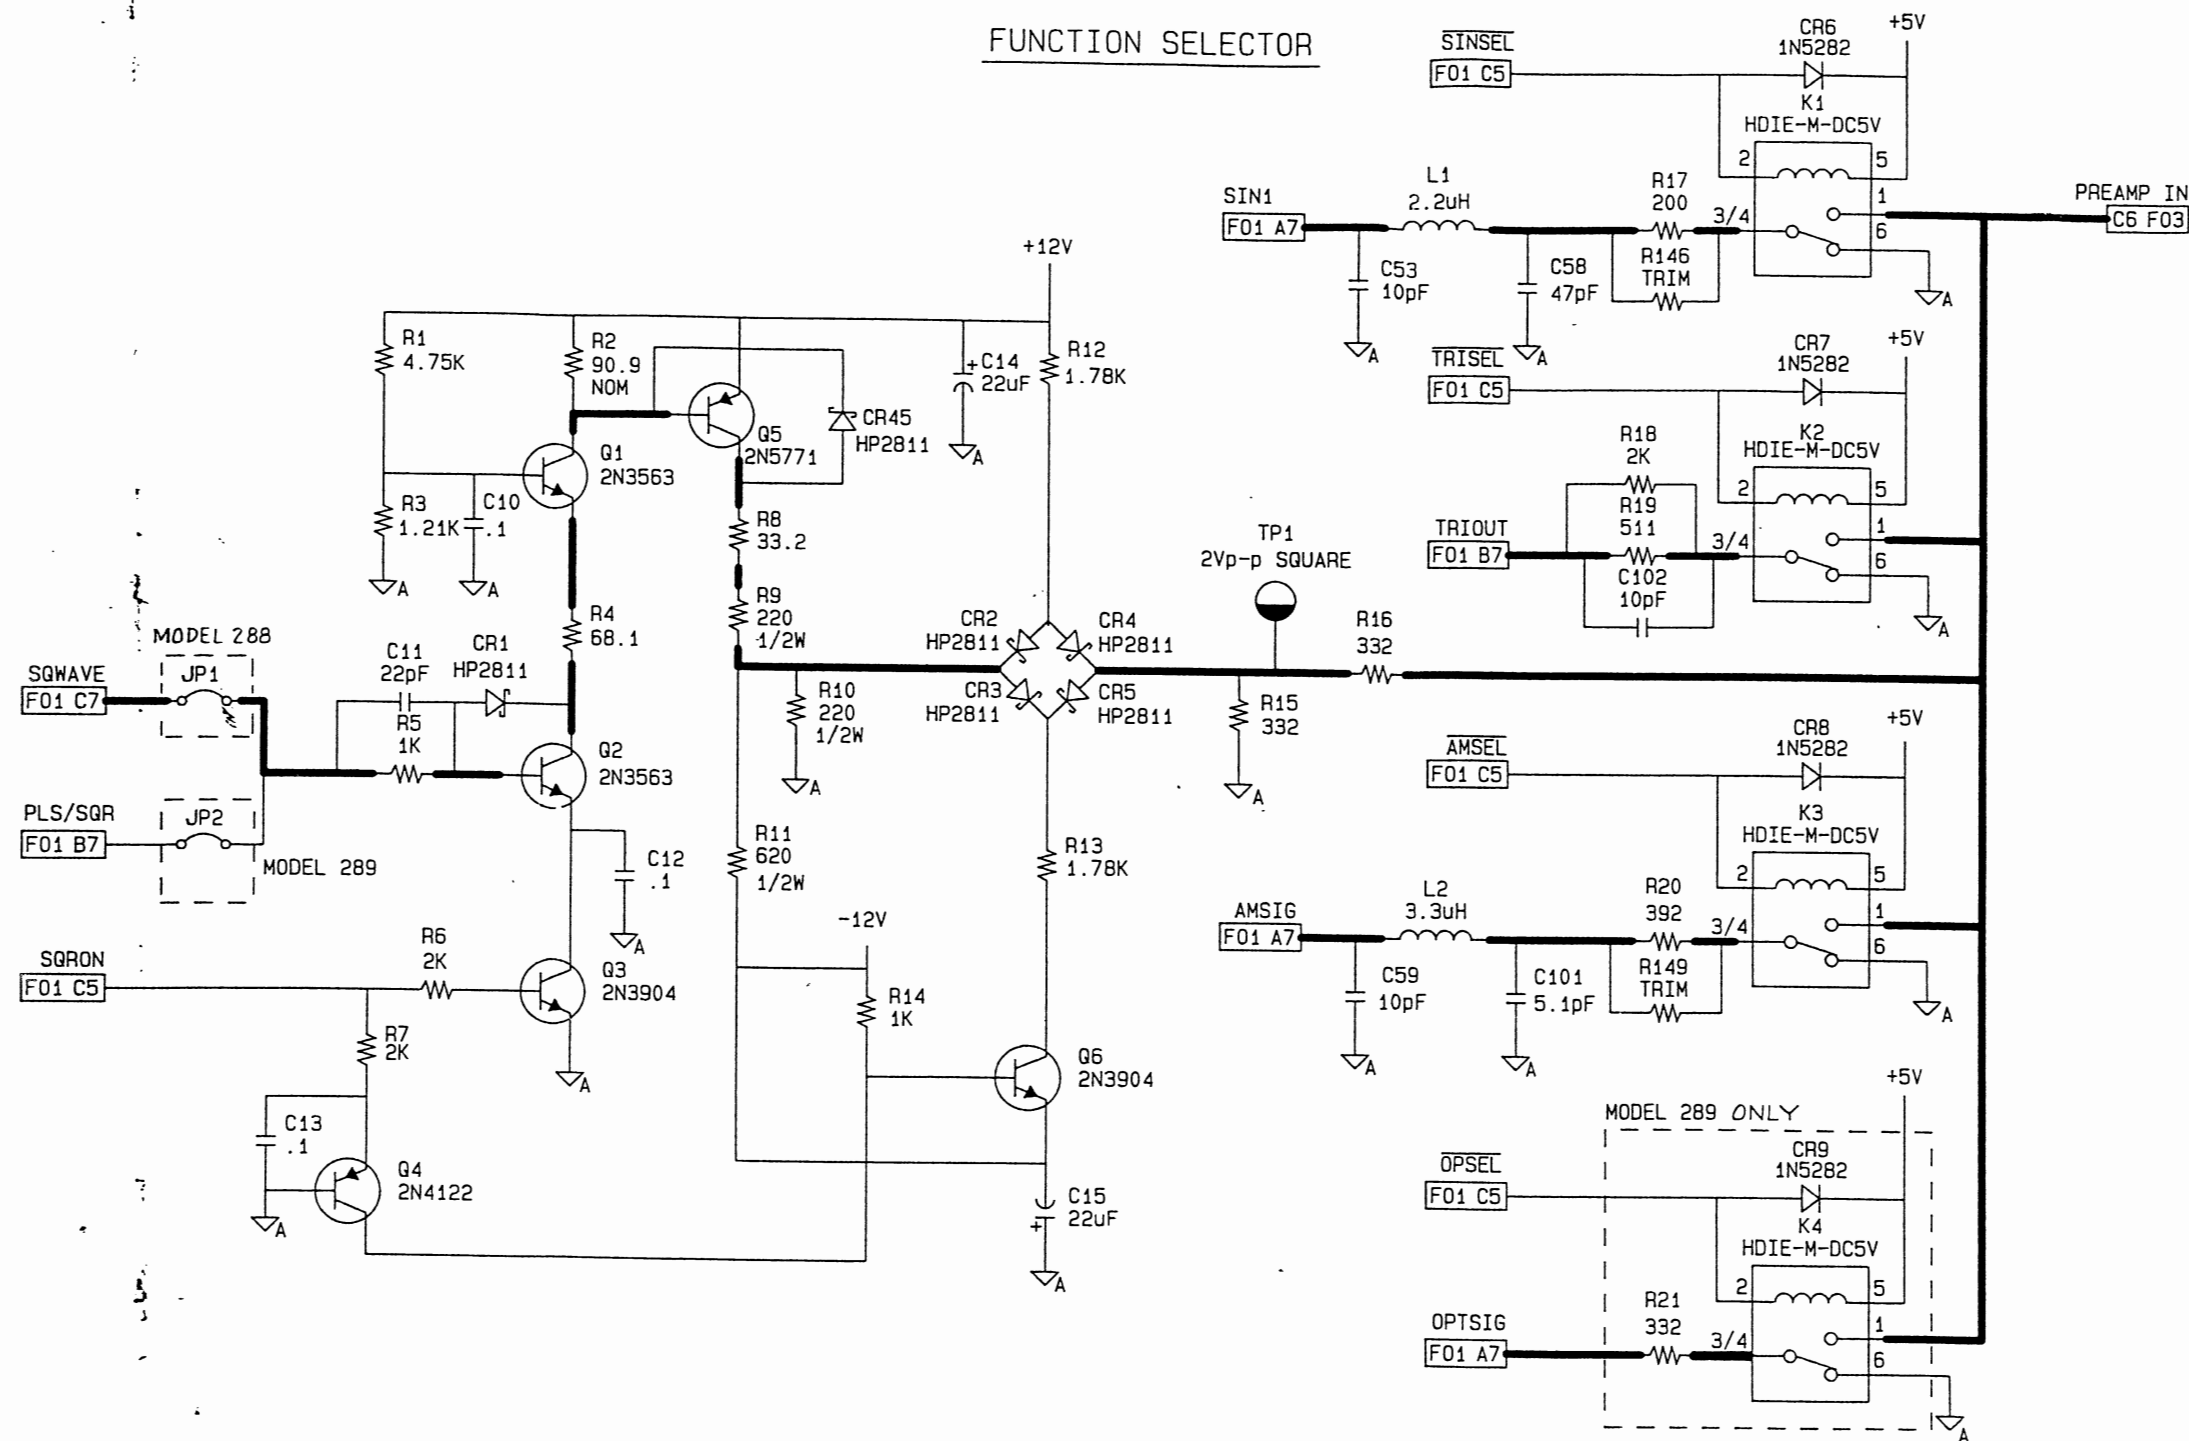 FUNCTION SELECTOR
SINSEL
F01 C5
CR6
1N5282
+5V
K1
HDIE-M-DC5V
2
5
1
3/4
6
A
SIN1
F01 A7
L1
2.2uH
R17
200
R146
TRIM
C53
10pF
A
C58
47pF
A
PREAMP IN
C6 F03
TRISEL
F01 C5
CR7
1N5282
+5V
K2
HDIE-M-DC5V
2
5
1
3/4
6
A
TRIOUT
F01 B7
R18
2K
R19
511
C102
10pF
+12V
R1
4.75K
R2
90.9
NOM
C14
+
22uF
A
R12
1.78K
Q5
2N5771
CR45
HP2811
Q1
2N3563
R3
1.21K
A
C10
.1
A
R8
33.2
R9
220
1/2W
R4
68.1
TP1
2Vp-p SQUARE
CR2
HP2811
CR4
HP2811
CR3
HP2811
CR5
HP2811
R16
332
R15
332
A
R10
220
1/2W
A
MODEL 288
JP1
SQWAVE
F01 C7
C11
22pF
CR1
HP2811
R5
1K
Q2
2N3563
PLS/SQR
F01 B7
JP2
MODEL 289
C12
.1
A
R11
620
1/2W
R13
1.78K
-12V
SQRON
F01 C5
R6
2K
Q3
2N3904
A
R7
2K
R14
1K
Q6
2N3904
C13
.1
A
Q4
2N4122
C15
22uF
+
A
AMSEL
F01 C5
CR8
1N5282
+5V
K3
HDIE-M-DC5V
2
5
1
3/4
6
A
AMSIG
F01 A7
L2
3.3uH
R20
392
R149
TRIM
C59
10pF
A
C101
5.1pF
A
MODEL 289 ONLY
+5V
OPSEL
F01 C5
CR9
1N5282
K4
HDIE-M-DC5V
2
5
1
3/4
6
A
OPTSIG
F01 A7
R21
332